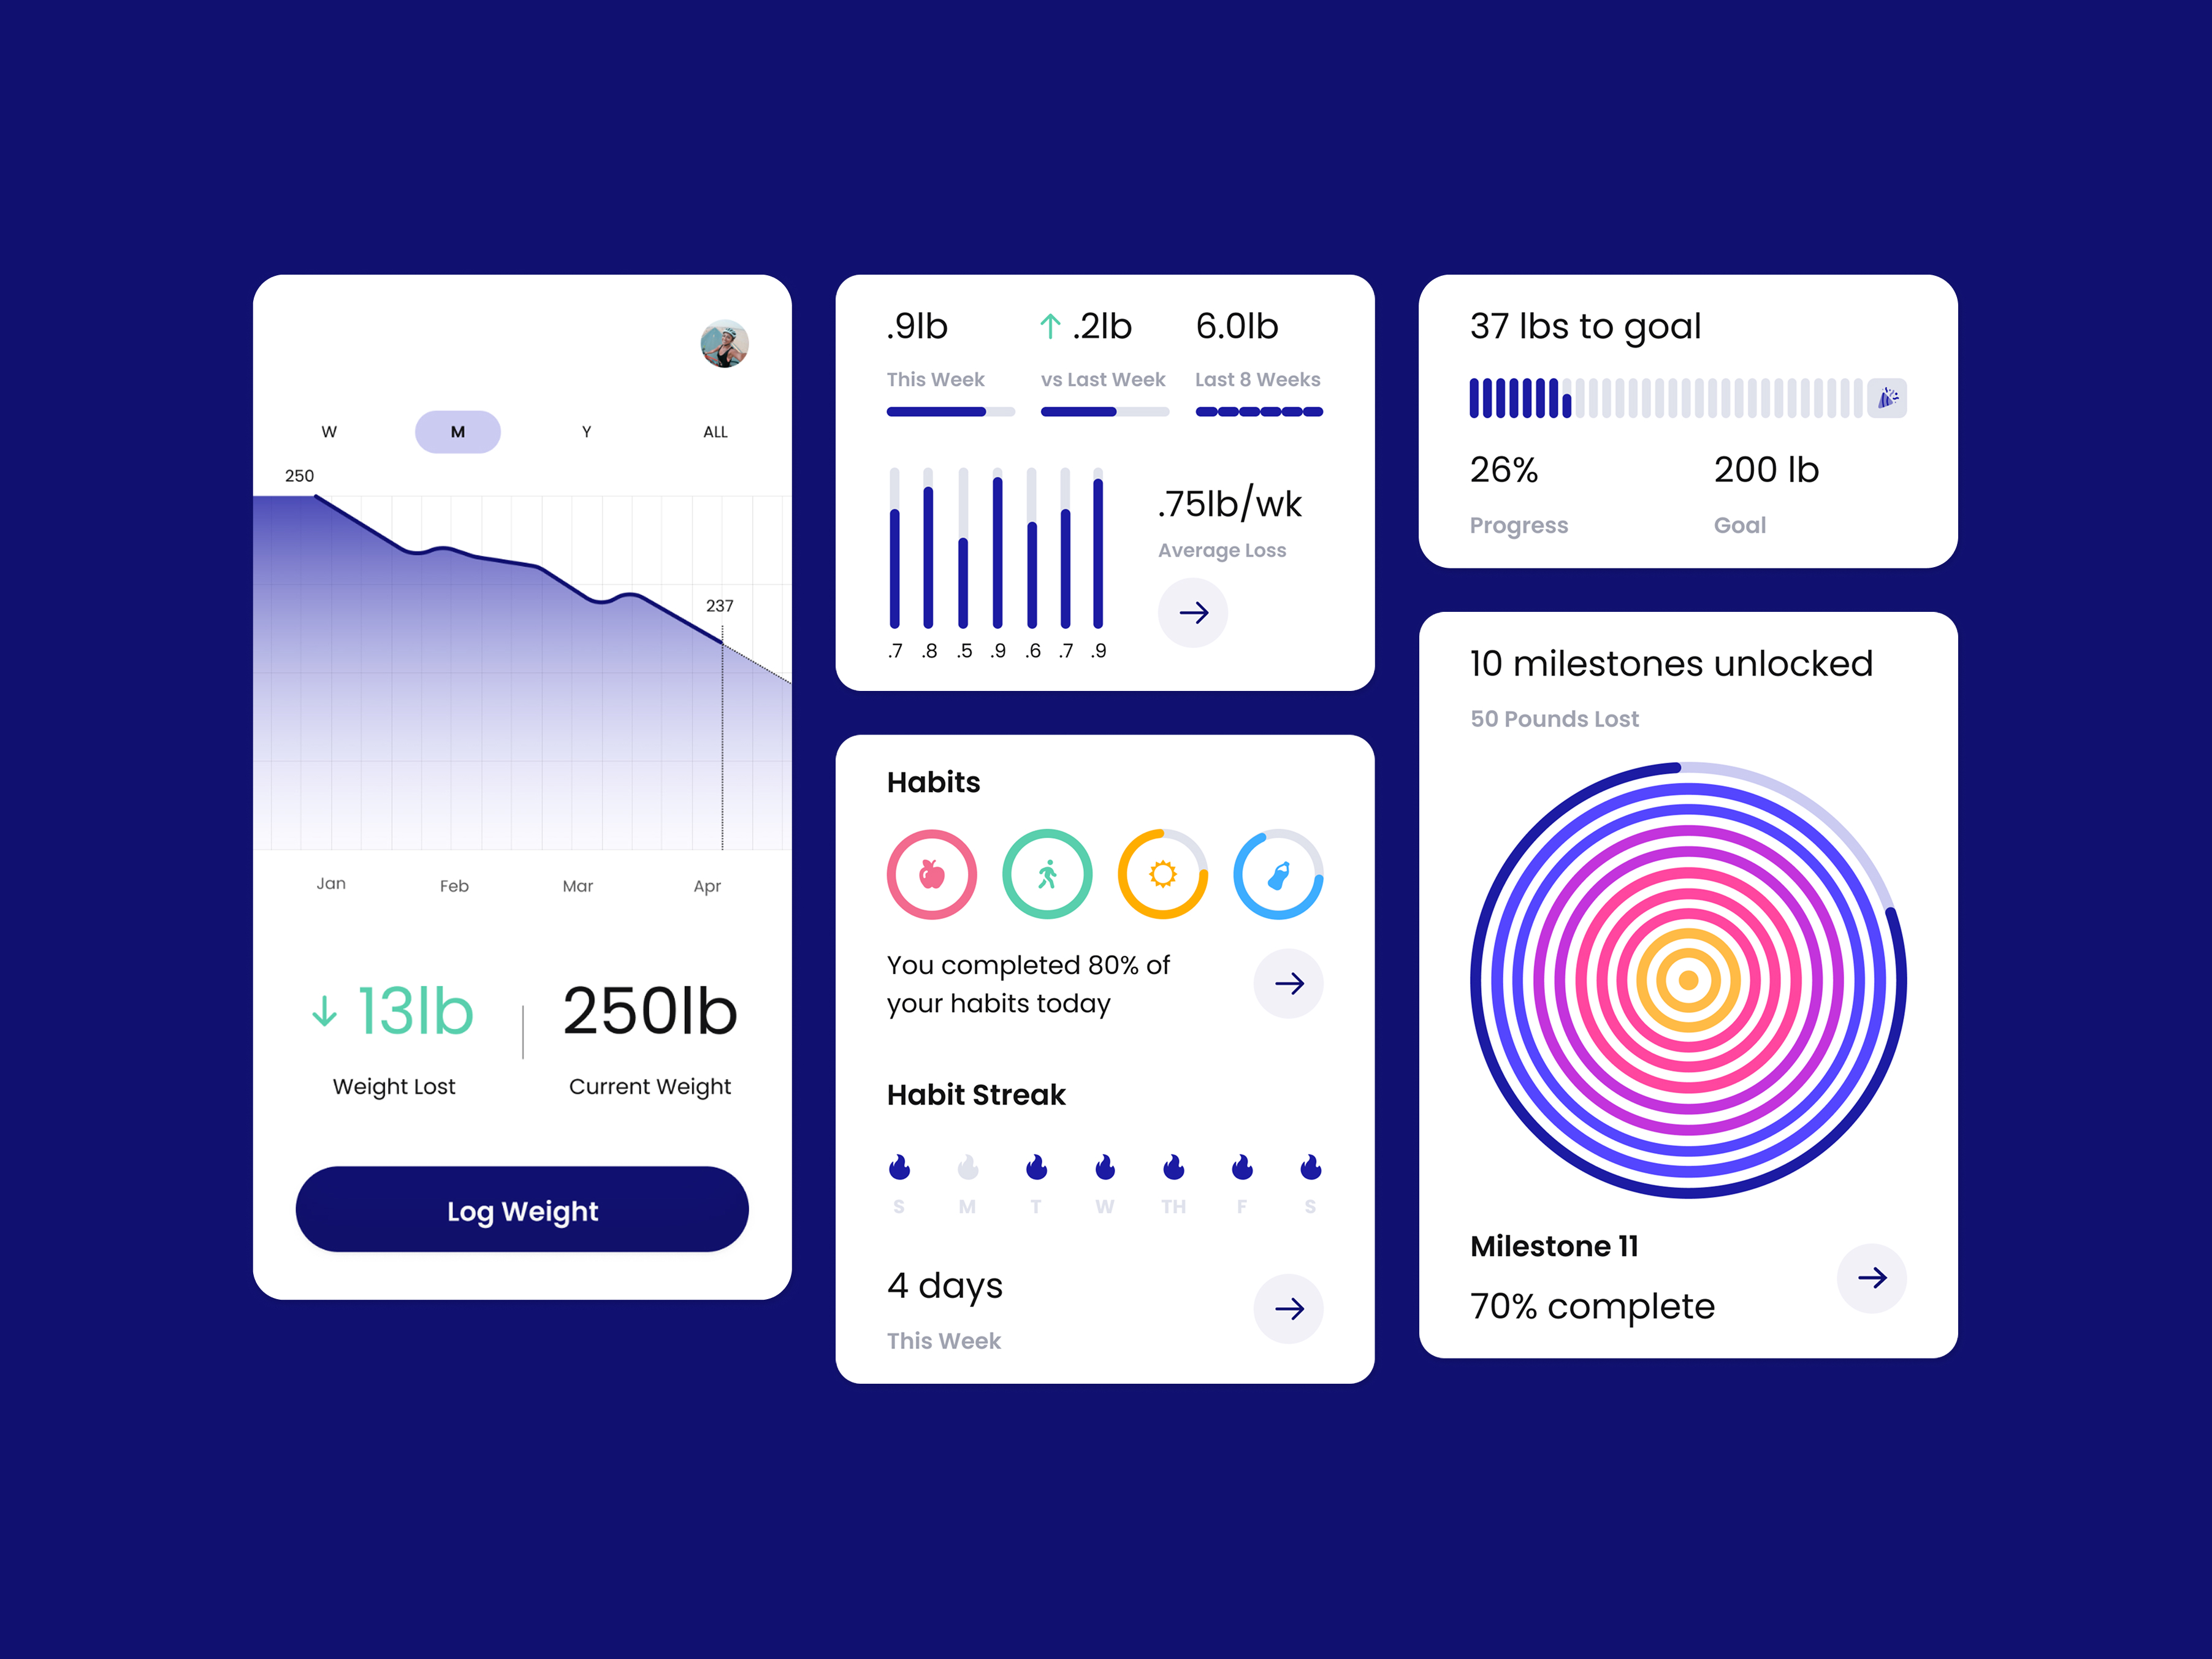 W M Y ALL
250
237
Jan Feb Mar Apr
13lb 250lb
Weight Lost Current Weight
Log Weight
.9lb .2lb 6.0lb
This Week vs Last Week Last 8 Weeks
.75lb/wk
Average Loss
.7 .8 .5 .9 .6 .7 .9
Habits
You completed 80% of
your habits today
Habit Streak
S M T W TH F S
4 days
This Week
37 lbs to goal
26% 200 lb
Progress Goal
10 milestones unlocked
50 Pounds Lost
Milestone 11
70% complete